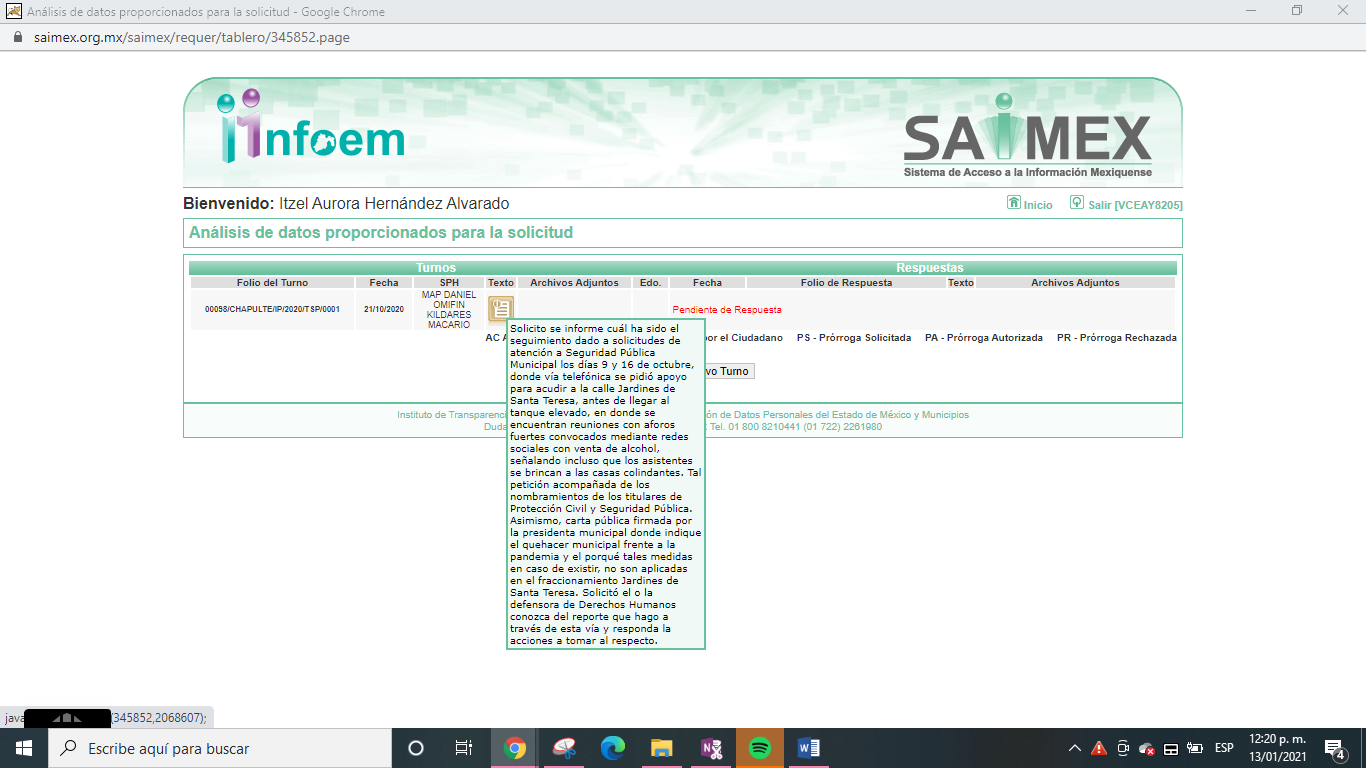 Análisis de datos proporcionados para la solicitud - Google Chrome
saimex.org.mx/saimex/requer/tablero/345852.page
infoem
SAIMEX
Sistema de Acceso a la Información Mexiquense
Bienvenido: Itzel Aurora Hernández Alvarado
Inicio
Salir [VCEAY8205]
Análisis de datos proporcionados para la solicitud
Turnos
Respuestas
Folio del Turno Fecha SPH Texto Archivos Adjuntos Edo. Fecha Folio de Respuesta Texto Archivos Adjuntos
00098/CHAPULTE/IP/2020/TSP/0001
21/10/2020
MAP DANIEL
OMIFIN
KILDARES
MACARIO
Pendiente de Respuesta
AC A
por el Ciudadano PS - Prórroga Solicitada PA - Prórroga Autorizada PR - Prórroga Rechazada
vo Turno
Solicito se informe cuál ha sido el
seguimiento dado a solicitudes de
atención a Seguridad Pública
Municipal los días 9 y 16 de octubre,
donde vía telefónica se pidió apoyo
para acudir a la calle Jardines de
Santa Teresa, antes de llegar al
tanque elevado, en donde se
encuentran reuniones con aforos
fuertes convocados mediante redes
sociales con venta de alcohol,
señalando incluso que los asistentes
se brincan a las casas colindantes. Tal
petición acompañada de los
nombramientos de los titulares de
Protección Civil y Seguridad Pública.
Asimismo, carta pública firmada por
la presidenta municipal donde indique
el quehacer municipal frente a la
pandemia y el porqué tales medidas
en caso de existir, no son aplicadas
en el fraccionamiento Jardines de
Santa Teresa. Solicitó el o la
defensora de Derechos Humanos
conozca del reporte que hago a
través de esta vía y responda la
acciones a tomar al respecto.
Instituto de Transparenci
ón de Datos Personales del Estado de México y Municipios
Duda
Tel. 01 800 8210441 (01 722) 2261980
java
(345852,2068607);
Escribe aquí para buscar
ESP
12:20 p. m.
13/01/2021
4